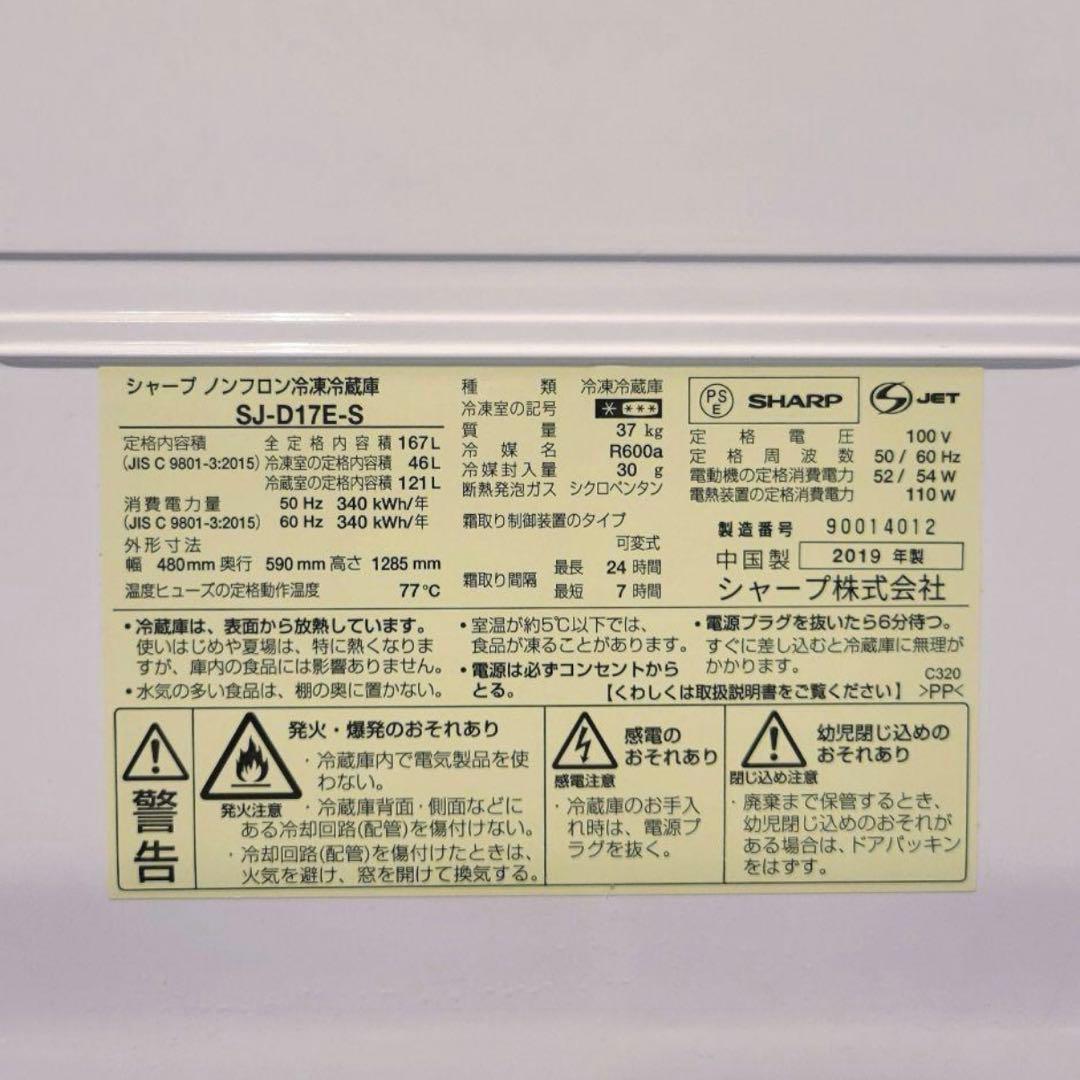 シャープ ノンフロン冷凍冷蔵庫
SJ-D17E-S
定格内容積 全定格内容積 167L
(JIS C 9801-3:2015) 冷凍室の定格内容積 46L
冷蔵室の定格内容積 121L
消費電力量 50 Hz 340 kWh/年
(JIS C 9801-3:2015) 60 Hz 340 kWh/年
外形寸法
幅 480mm 奥行 590mm 高さ 1285mm
温度ヒューズの定格動作温度 77℃
種類 冷凍冷蔵庫
冷凍室の記号 * ***
質量 37 kg
冷媒名 R600a
冷媒封入量 30 g
断熱発泡ガス シクロペンタン
霜取り制御装置のタイプ
可変式
霜取り間隔 最長 24 時間
最短 7 時間
PS E SHARP S JET
定格電圧 100 V
定格周波数 50 / 60 Hz
電動機の定格消費電力 52 / 54 W
電熱装置の定格消費電力 110 W
製造番号 90014012
中国製 2019 年製
シャープ株式会社
・冷蔵庫は、表面から放熱しています。
使いはじめや夏場は、特に熱くなりま
すが、庫内の食品には影響ありません。
・水気の多い食品は、棚の奥に置かない。
・室温が約5℃以下では、
食品が凍ることがあります。
・電源は必ずコンセントから
とる。
・電源プラグを抜いたら6分待つ。
すぐに差し込むと冷蔵庫に無理が
かかります。
【くわしくは取扱説明書をご覧ください】
C320
>PP<
警告
発火・爆発のおそれあり
発火注意
・冷蔵庫内で電気製品を使
わない。
・冷蔵庫背面・側面などに
ある冷却回路(配管)を傷付けない。
・冷却回路(配管)を傷付けたときは、
火気を避け、窓を開けて換気する。
感電の
おそれあり
感電注意
・冷蔵庫のお手入
れ時は、電源プ
ラグを抜く。
幼児閉じ込めの
おそれあり
閉じ込め注意
・廃棄まで保管するとき、
幼児閉じ込めのおそれが
ある場合は、ドアパッキン
をはずす。